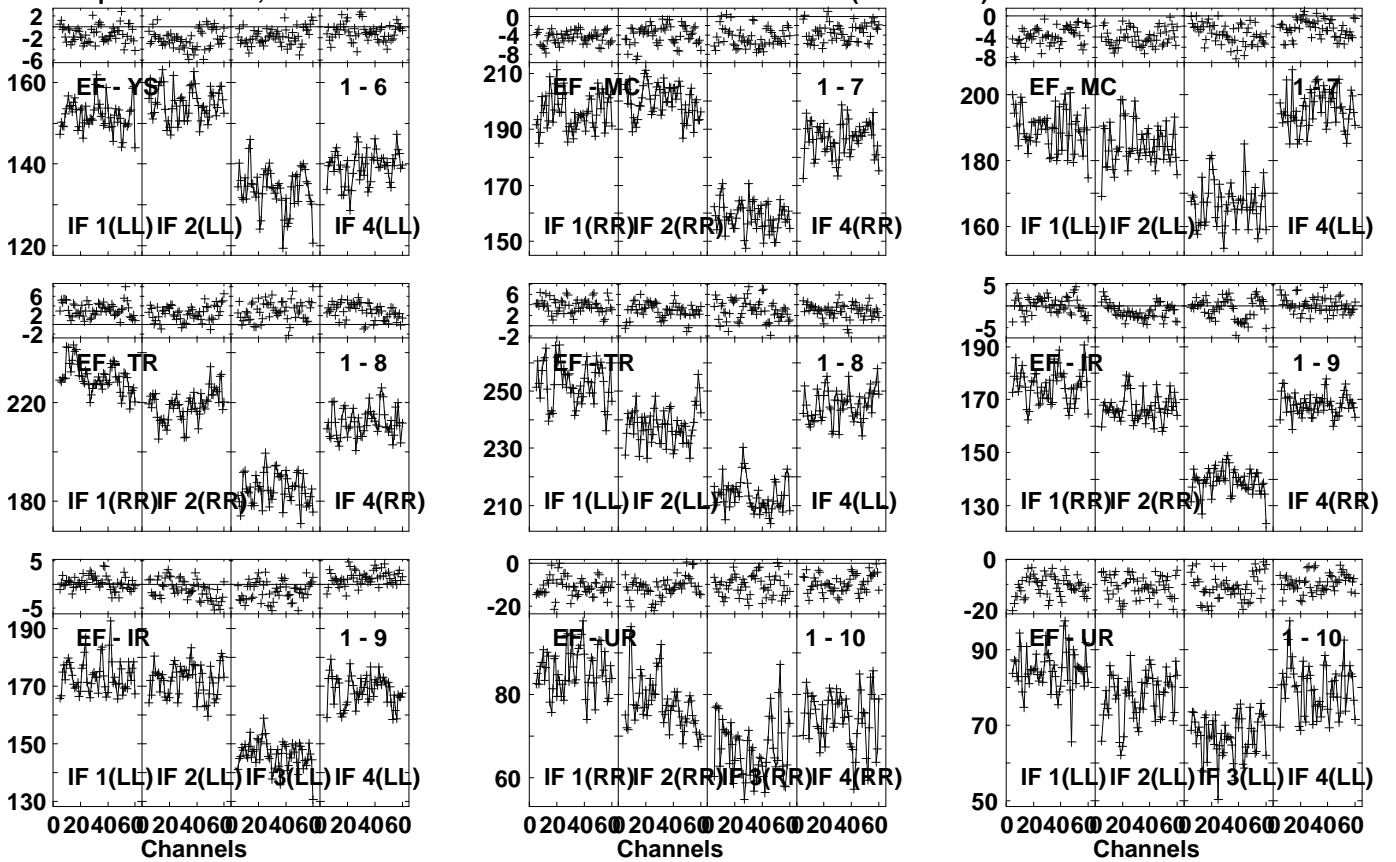 2
-2
-6
160
140
120
EF - YS 1 - 6
IF 1(LL) IF 2(LL) IF 4(LL)
0
-4
-8
210
190
170
150
EF - MC 1 - 7
IF 1(RR) IF 2(RR) IF 4(RR)
0
-4
-8
200
180
160
EF - MC 1 - 7
IF 1(LL) IF 2(LL) IF 4(LL)
6
2
-2
220
180
EF - TR 1 - 8
IF 1(RR) IF 2(RR) IF 4(RR)
6
2
-2
250
230
210
EF - TR 1 - 8
IF 1(LL) IF 2(LL) IF 4(LL)
5
-5
190
170
150
130
EF - IR 1 - 9
IF 1(RR) IF 2(RR) IF 4(RR)
5
-5
190
170
150
130
EF - IR 1 - 9
IF 1(LL) IF 2(LL) IF 3(LL) IF 4(LL)
0 204060 0 204060 0 204060 0 204060
Channels
0
-20
80
60
EF - UR 1 - 10
IF 1(RR) IF 2(RR) IF 3(RR) IF 4(RR)
0 204060 0 204060 0 204060 0 204060
Channels
0
-20
90
70
50
EF - UR 1 - 10
IF 1(LL) IF 2(LL) IF 3(LL) IF 4(LL)
0 204060 0 204060 0 204060 0 204060
Channels